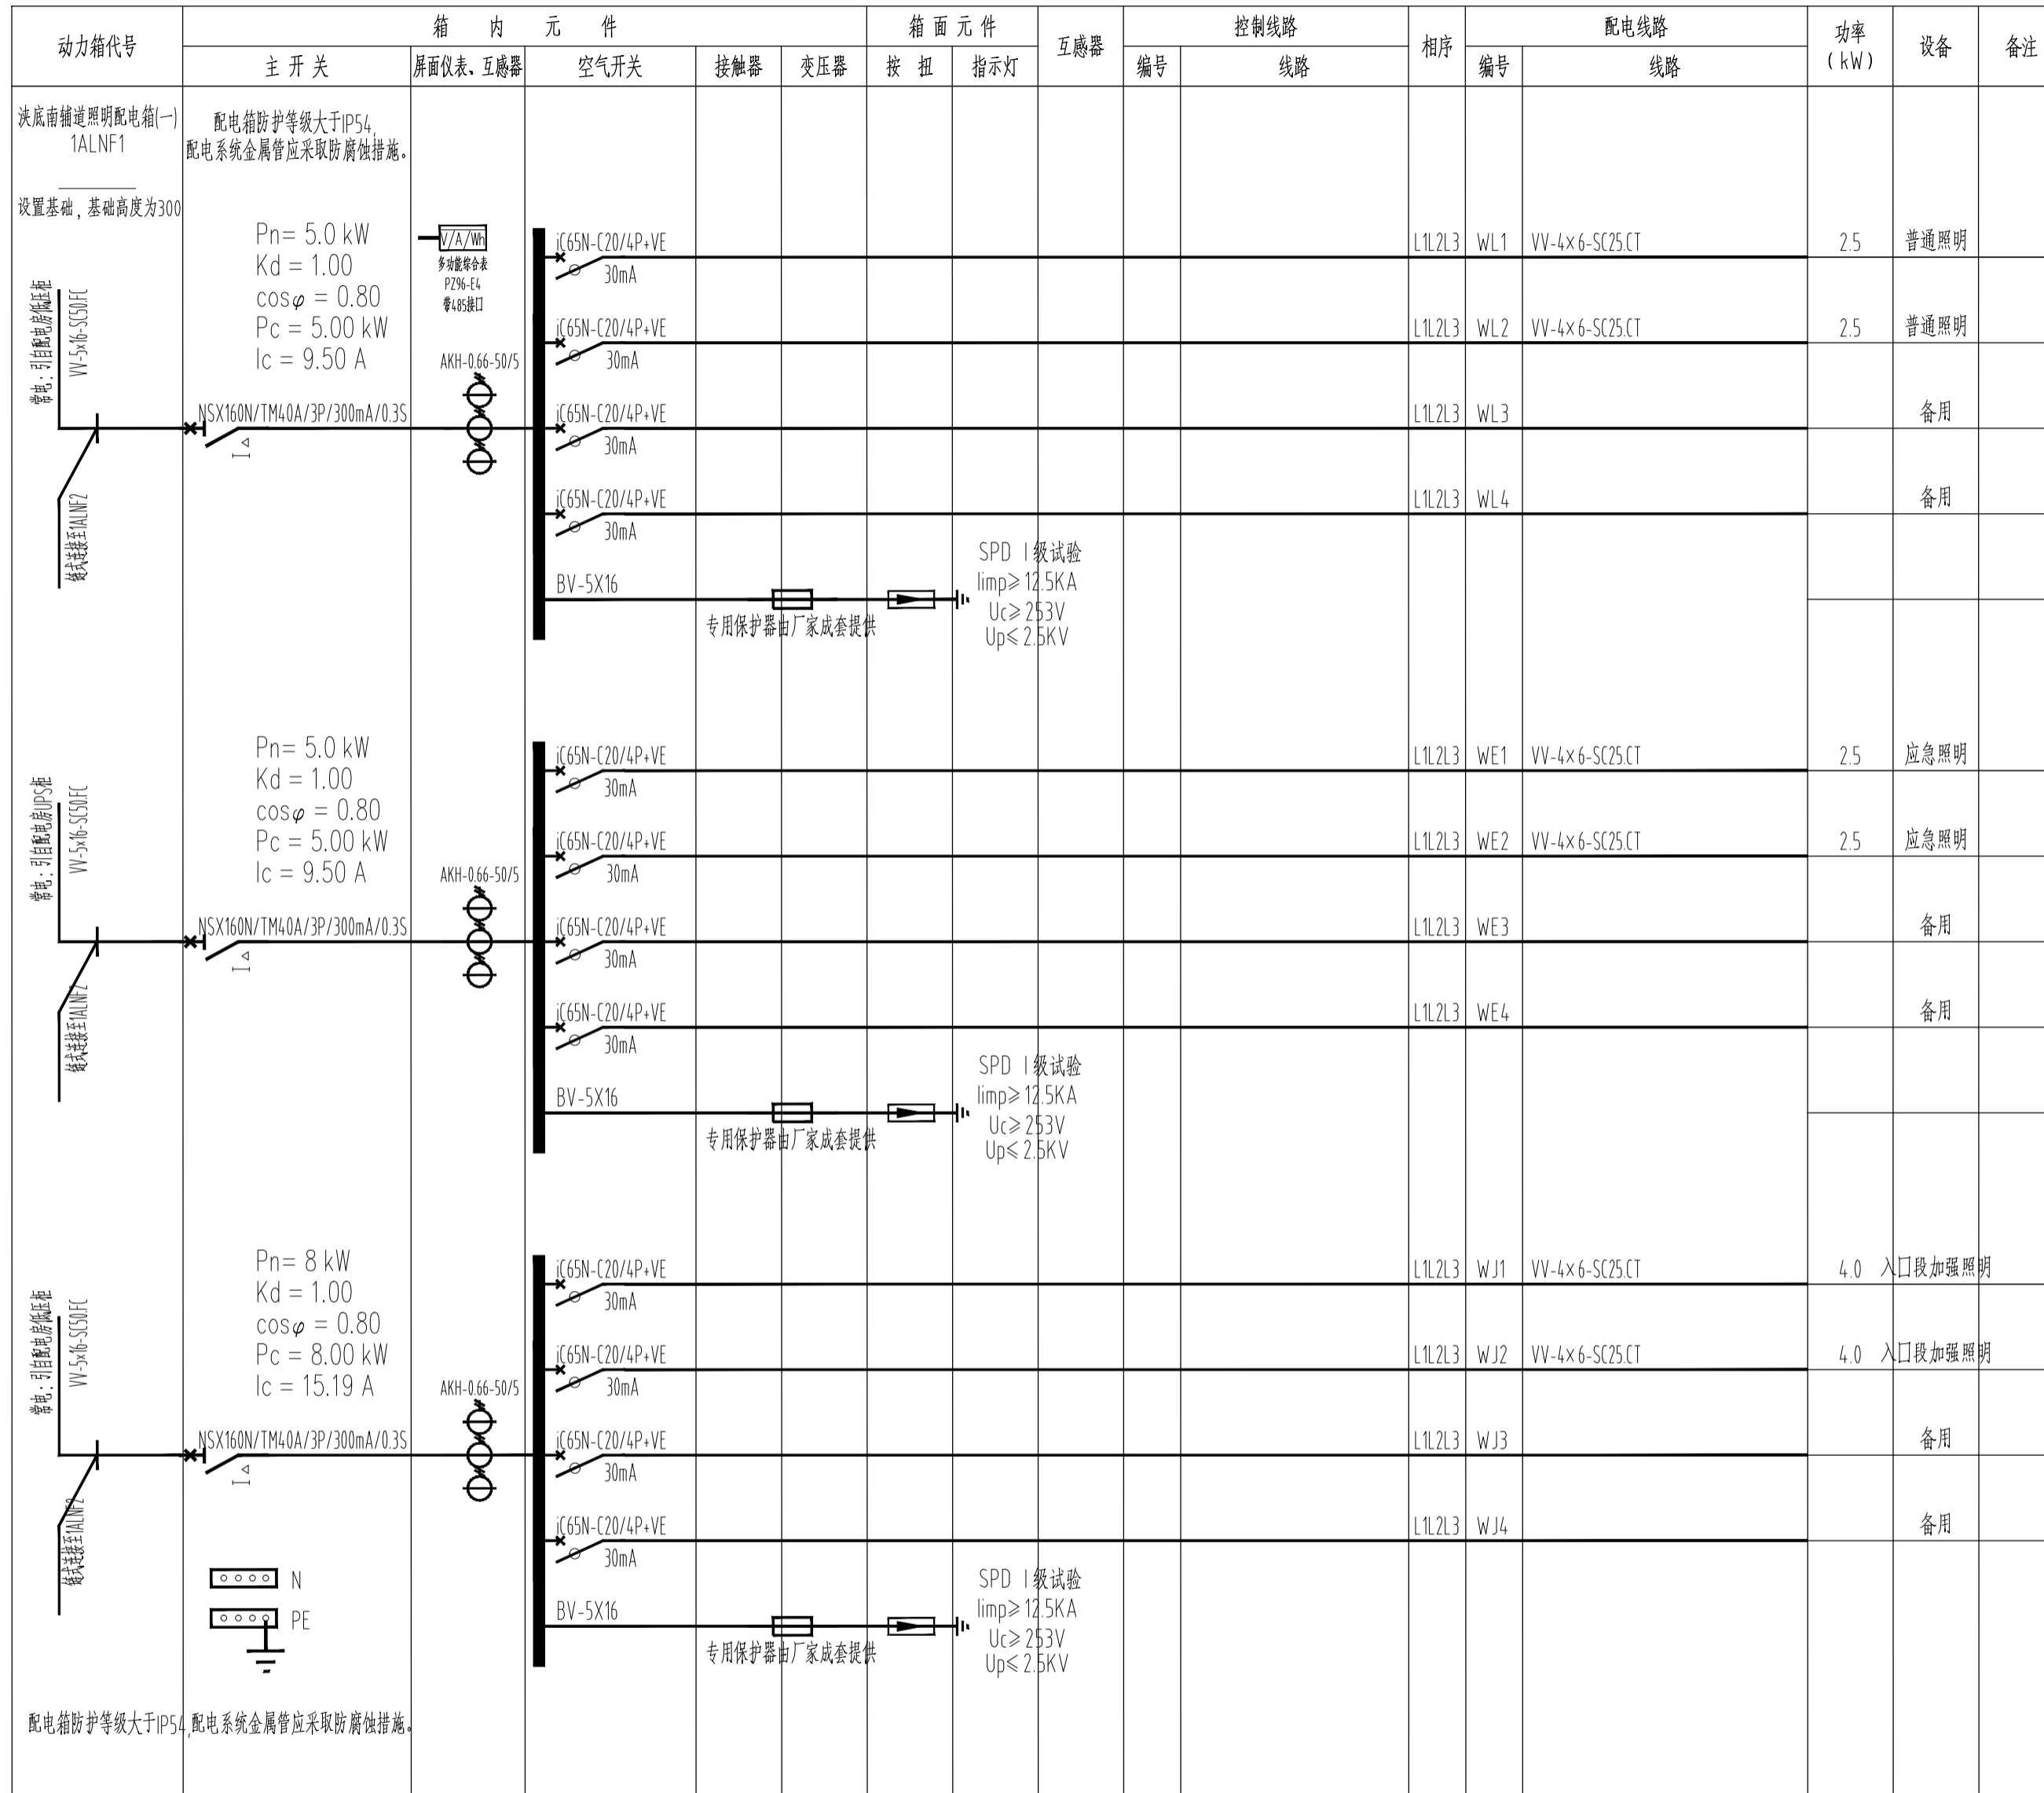 动力箱代号
箱 内 元 件
箱 面 元 件
互感器
控制线路
相序
配电线路
功率
(kW)
设备
备注
主 开 关
屏面仪表、互感器
空气开关
接触器
变压器
按 扭
指示灯
编号
线路
编号
线路
浃底南辅道照明配电箱(一)
1ALNF1
设置基础，基础高度为300
配电箱防护等级大于IP54,
配电系统金属管应采取防腐蚀措施。
Pn= 5.0 kW
Kd = 1.00
cosφ = 0.80
Pc = 5.00 kW
Ic = 9.50 A
V/A/Wh
多功能综合表
PZ96-E4
带485接口
AKH-0.66-50/5
常电：引自配电房低压柜
VV-5x16-SC50.FC
链式连接至1ALNF2
NSX160N/TM40A/3P/300mA/0.3S
I
iC65N-C20/4P+VE
30mA
L1L2L3 WL1 VV-4×6-SC25.CT 2.5 普通照明
iC65N-C20/4P+VE
30mA
L1L2L3 WL2 VV-4×6-SC25.CT 2.5 普通照明
iC65N-C20/4P+VE
30mA
L1L2L3 WL3 备用
iC65N-C20/4P+VE
30mA
L1L2L3 WL4 备用
BV-5X16
专用保护器由厂家成套提供
SPD I级试验
Iimp≥12.5KA
Uc≥253V
Up≤2.5KV
Pn= 5.0 kW
Kd = 1.00
cosφ = 0.80
Pc = 5.00 kW
Ic = 9.50 A
AKH-0.66-50/5
常电：引自配电房UPS柜
VV-5x16-SC50.FC
链式连接至1ALNF2
NSX160N/TM40A/3P/300mA/0.3S
I
iC65N-C20/4P+VE
30mA
L1L2L3 WE1 VV-4×6-SC25.CT 2.5 应急照明
iC65N-C20/4P+VE
30mA
L1L2L3 WE2 VV-4×6-SC25.CT 2.5 应急照明
iC65N-C20/4P+VE
30mA
L1L2L3 WE3 备用
iC65N-C20/4P+VE
30mA
L1L2L3 WE4 备用
BV-5X16
专用保护器由厂家成套提供
SPD I级试验
Iimp≥12.5KA
Uc≥253V
Up≤2.5KV
Pn= 8 kW
Kd = 1.00
cosφ = 0.80
Pc = 8.00 kW
Ic = 15.19 A
AKH-0.66-50/5
常电：引自配电房低压柜
VV-5x16-SC50.FC
链式连接至1ALNF2
NSX160N/TM40A/3P/300mA/0.3S
I
iC65N-C20/4P+VE
30mA
L1L2L3 WJ1 VV-4×6-SC25.CT 4.0 入口段加强照明
iC65N-C20/4P+VE
30mA
L1L2L3 WJ2 VV-4×6-SC25.CT 4.0 入口段加强照明
iC65N-C20/4P+VE
30mA
L1L2L3 WJ3 备用
iC65N-C20/4P+VE
30mA
L1L2L3 WJ4 备用
BV-5X16
专用保护器由厂家成套提供
SPD I级试验
Iimp≥12.5KA
Uc≥253V
Up≤2.5KV
N
PE
配电箱防护等级大于IP54,配电系统金属管应采取防腐蚀措施。